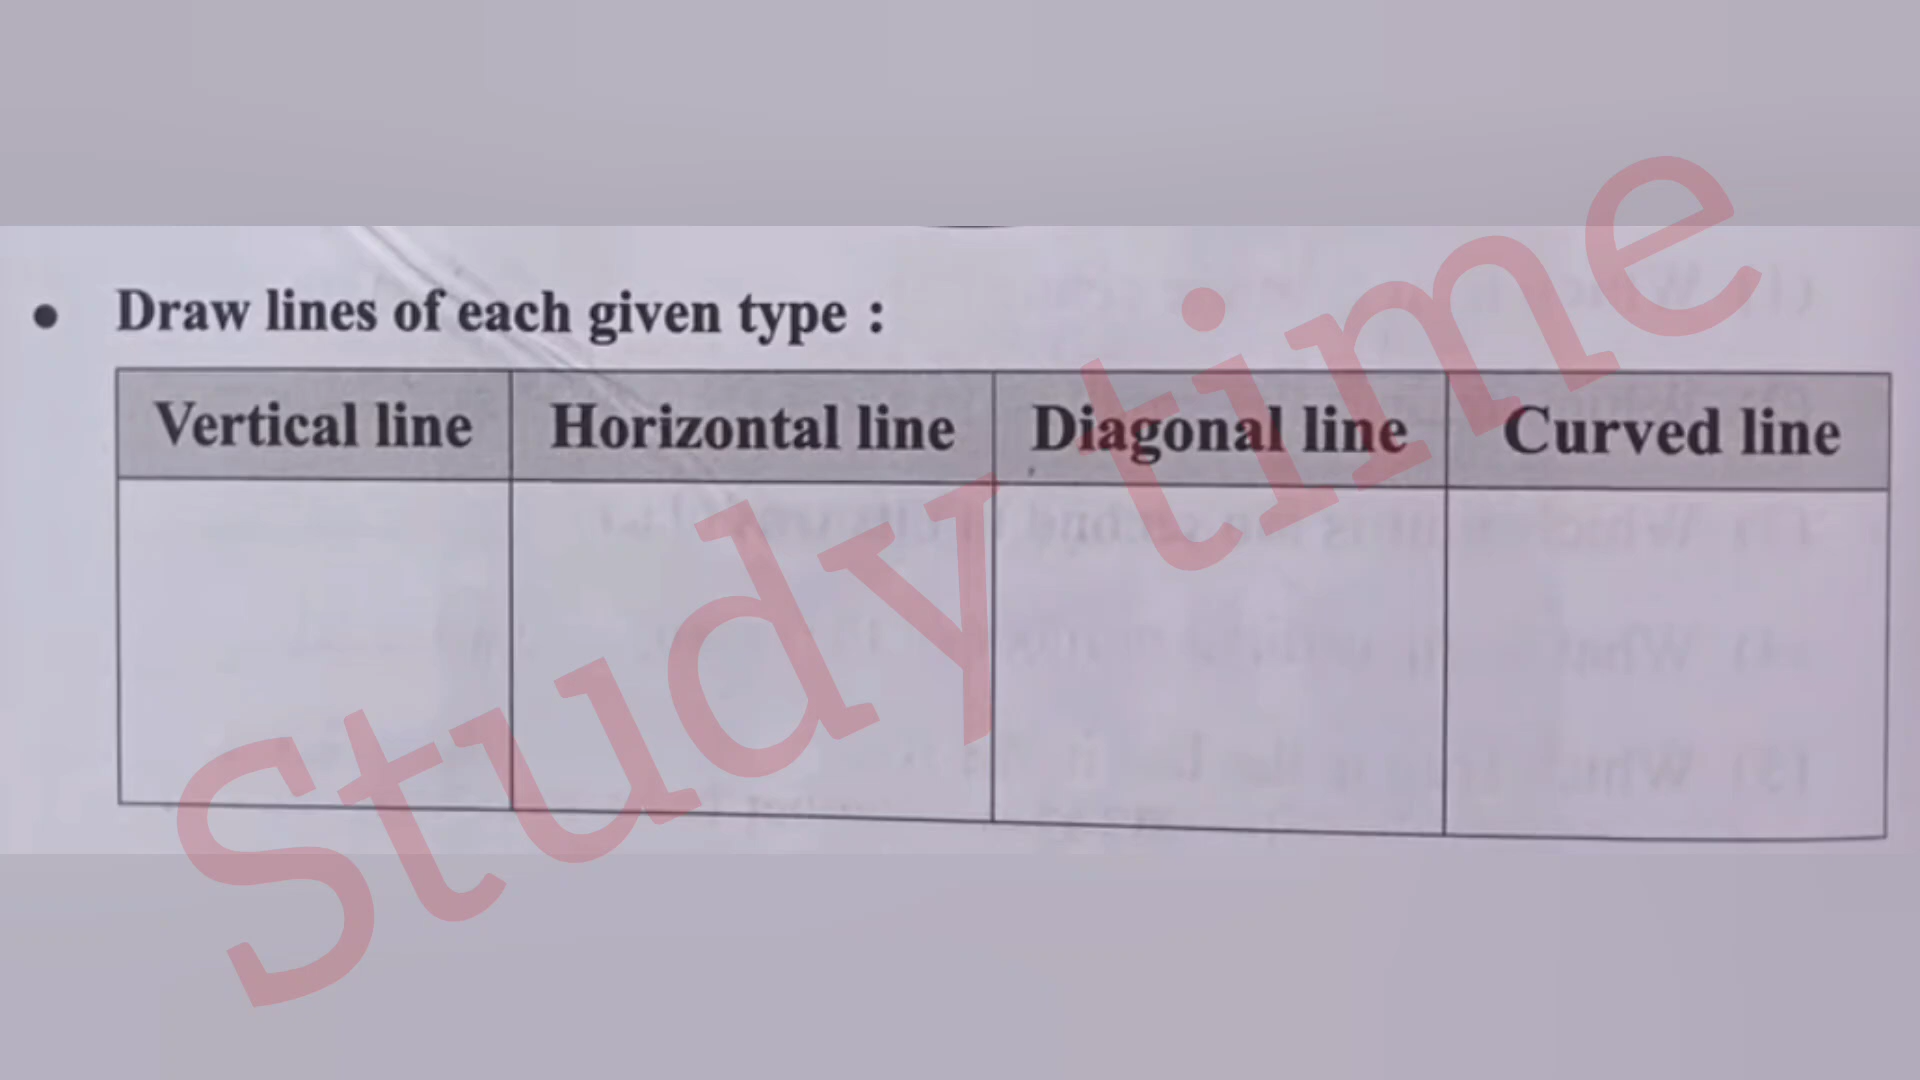 • Draw lines of each given type :
Vertical line Horizontal line Diagonal line Curved line
Study time